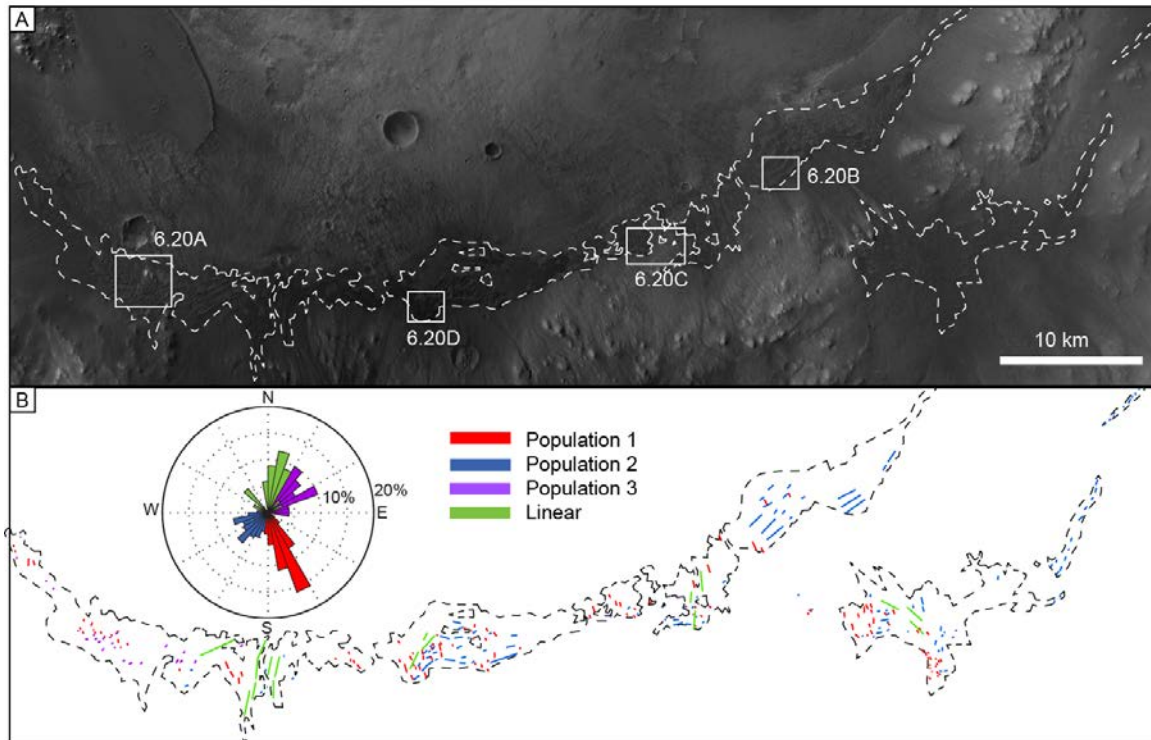 A
6.20B
6.20A
6.20C
6.20D
10 km
B
N
Population 1
Population 2
10% 20%
Population 3
W E
Linear
S